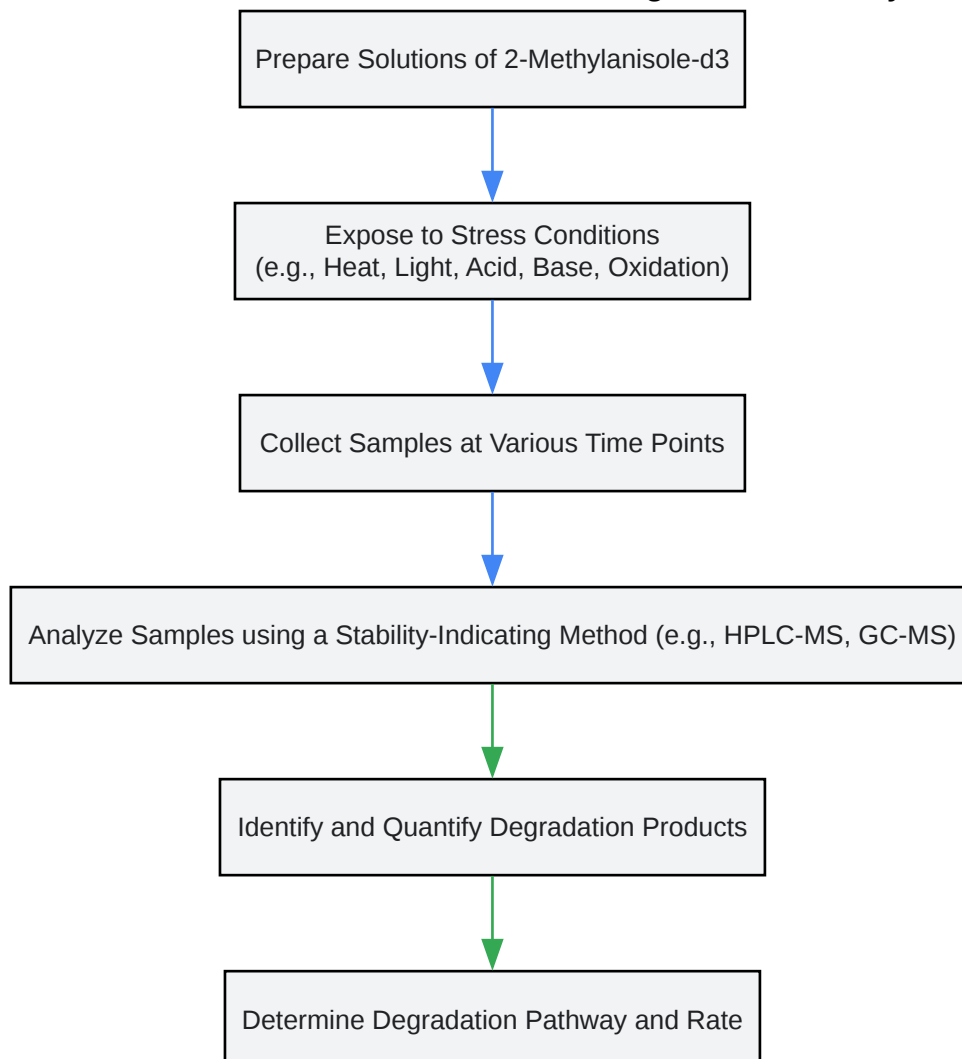 Prepare Solutions of 2-Methylanisole-d3
Expose to Stress Conditions
(e.g., Heat, Light, Acid, Base, Oxidation)
Collect Samples at Various Time Points
Analyze Samples using a Stability-Indicating Method (e.g., HPLC-MS, GC-MS)
Identify and Quantify Degradation Products
Determine Degradation Pathway and Rate